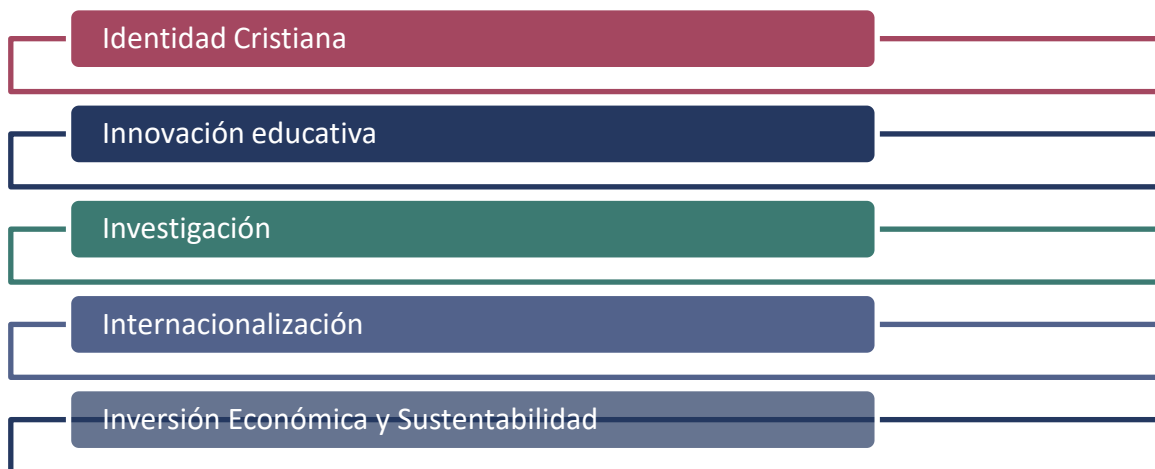 Identidad Cristiana
Innovación educativa
Investigación
Internacionalización
Inversión Económica y Sustentabilidad